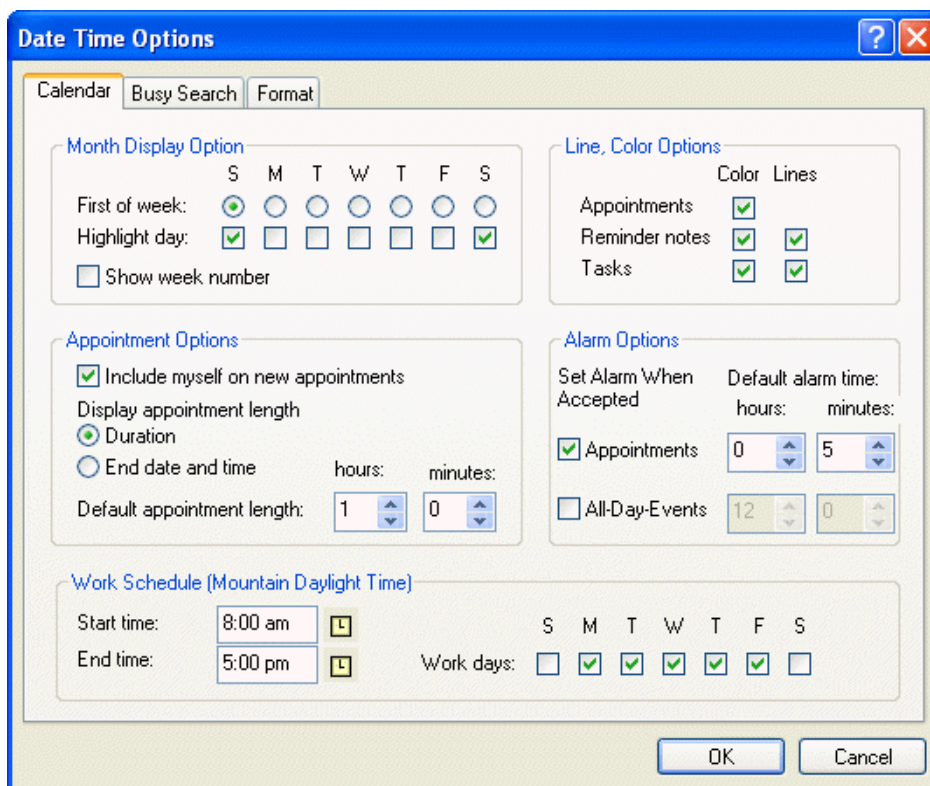 Date Time Options
Calendar Busy Search Format
Month Display Option
S M T W T F S
First of week:
Highlight day:
Show week number
Line, Color Options
Color Lines
Appointments
Reminder notes
Tasks
Appointment Options
Include myself on new appointments
Display appointment length
Duration
End date and time
hours: minutes:
Default appointment length: 1 0
Alarm Options
Set Alarm When Accepted
Default alarm time:
hours: minutes:
Appointments 0 5
All-Day-Events 12 0
Work Schedule (Mountain Daylight Time)
Start time: 8:00 am
End time: 5:00 pm
S M T W T F S
Work days:
OK Cancel